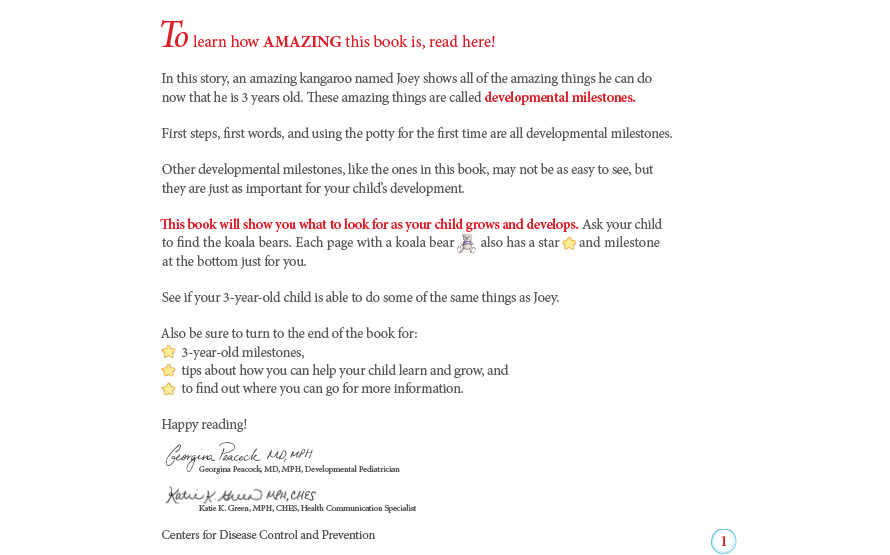 To learn how AMAZING this book is, read here!
In this story, an amazing kangaroo named Joey shows all of the amazing things he can do
now that he is 3 years old. These amazing things are called developmental milestones.
First steps, first words, and using the potty for the first time are all developmental milestones.
Other developmental milestones, like the ones in this book, may not be as easy to see, but
they are just as important for your child's development.
This book will show you what to look for as your child grows and develops. Ask your child
to find the koala bears. Each page with a koala bear also has a star and milestone
at the bottom just for you.
See if your 3-year-old child is able to do some of the same things as Joey.
Also be sure to turn to the end of the book for:
3-year-old milestones,
tips about how you can help your child learn and grow, and
to find out where you can go for more information.
Happy reading!
Georgina Peacock MD, MPH
Georgina Peacock, MD, MPH, Developmental Pediatrician
Katie K. Green MPH, CHES
Katie K. Green, MPH, CHES, Health Communication Specialist
Centers for Disease Control and Prevention
1